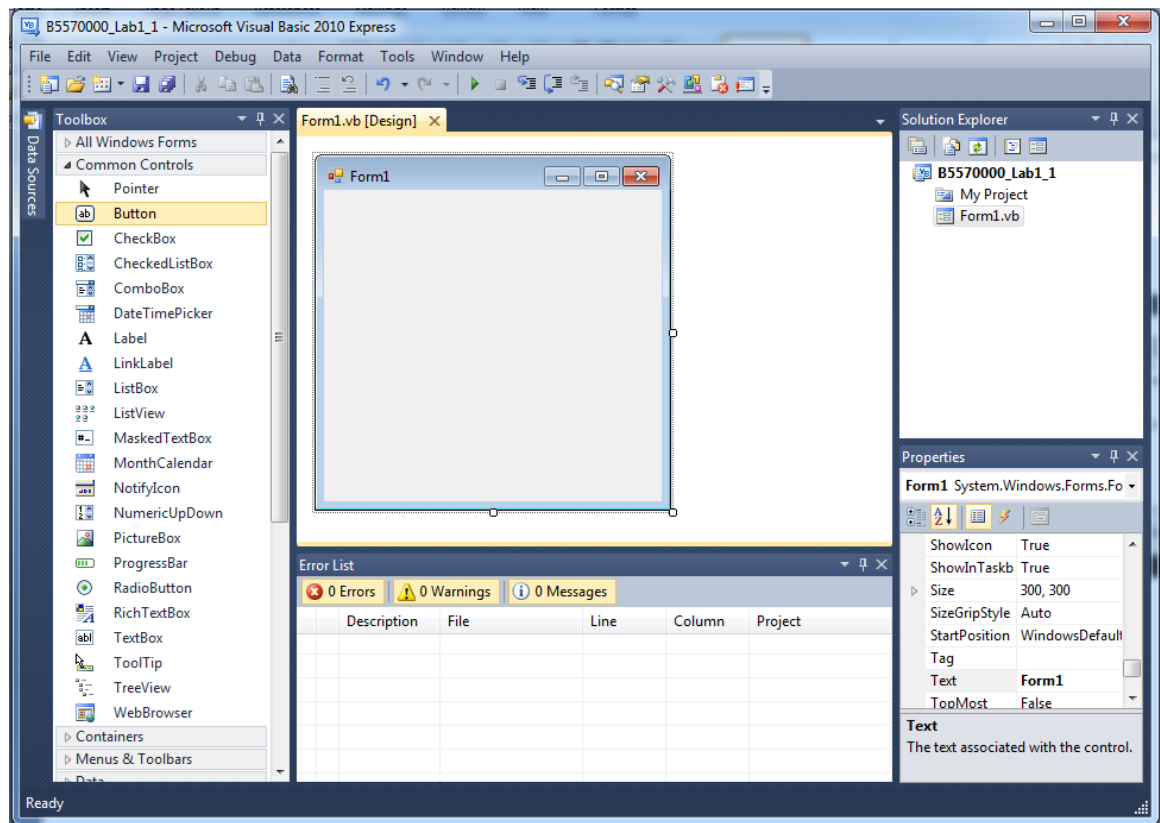 B5570000_Lab1_1 - Microsoft Visual Basic 2010 Express
File Edit View Project Debug Data Format Tools Window Help
Data Sources
Toolbox
All Windows Forms
Common Controls
Pointer
Button
CheckBox
CheckedListBox
ComboBox
DateTimePicker
Label
LinkLabel
ListBox
ListView
MaskedTextBox
MonthCalendar
NotifyIcon
NumericUpDown
PictureBox
ProgressBar
RadioButton
RichTextBox
TextBox
ToolTip
TreeView
WebBrowser
Containers
Menus & Toolbars
Data
Form1.vb [Design]
Form1
Error List
0 Errors 0 Warnings 0 Messages
Description File Line Column Project
Solution Explorer
B5570000_Lab1_1
My Project
Form1.vb
Properties
Form1 System.Windows.Forms.Fo
ShowIcon True
ShowInTaskb True
Size 300, 300
SizeGripStyle Auto
StartPosition WindowsDefault
Tag
Text Form1
TopMost False
Text
The text associated with the control.
Ready